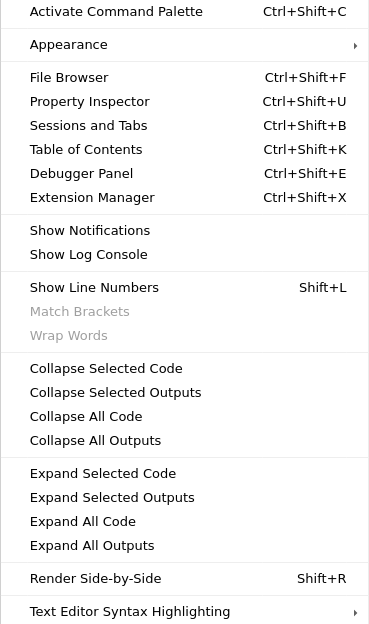 Activate Command Palette Ctrl+Shift+C
Appearance
File Browser Ctrl+Shift+F
Property Inspector Ctrl+Shift+U
Sessions and Tabs Ctrl+Shift+B
Table of Contents Ctrl+Shift+K
Debugger Panel Ctrl+Shift+E
Extension Manager Ctrl+Shift+X
Show Notifications
Show Log Console
Show Line Numbers Shift+L
Match Brackets
Wrap Words
Collapse Selected Code
Collapse Selected Outputs
Collapse All Code
Collapse All Outputs
Expand Selected Code
Expand Selected Outputs
Expand All Code
Expand All Outputs
Render Side-by-Side Shift+R
Text Editor Syntax Highlighting